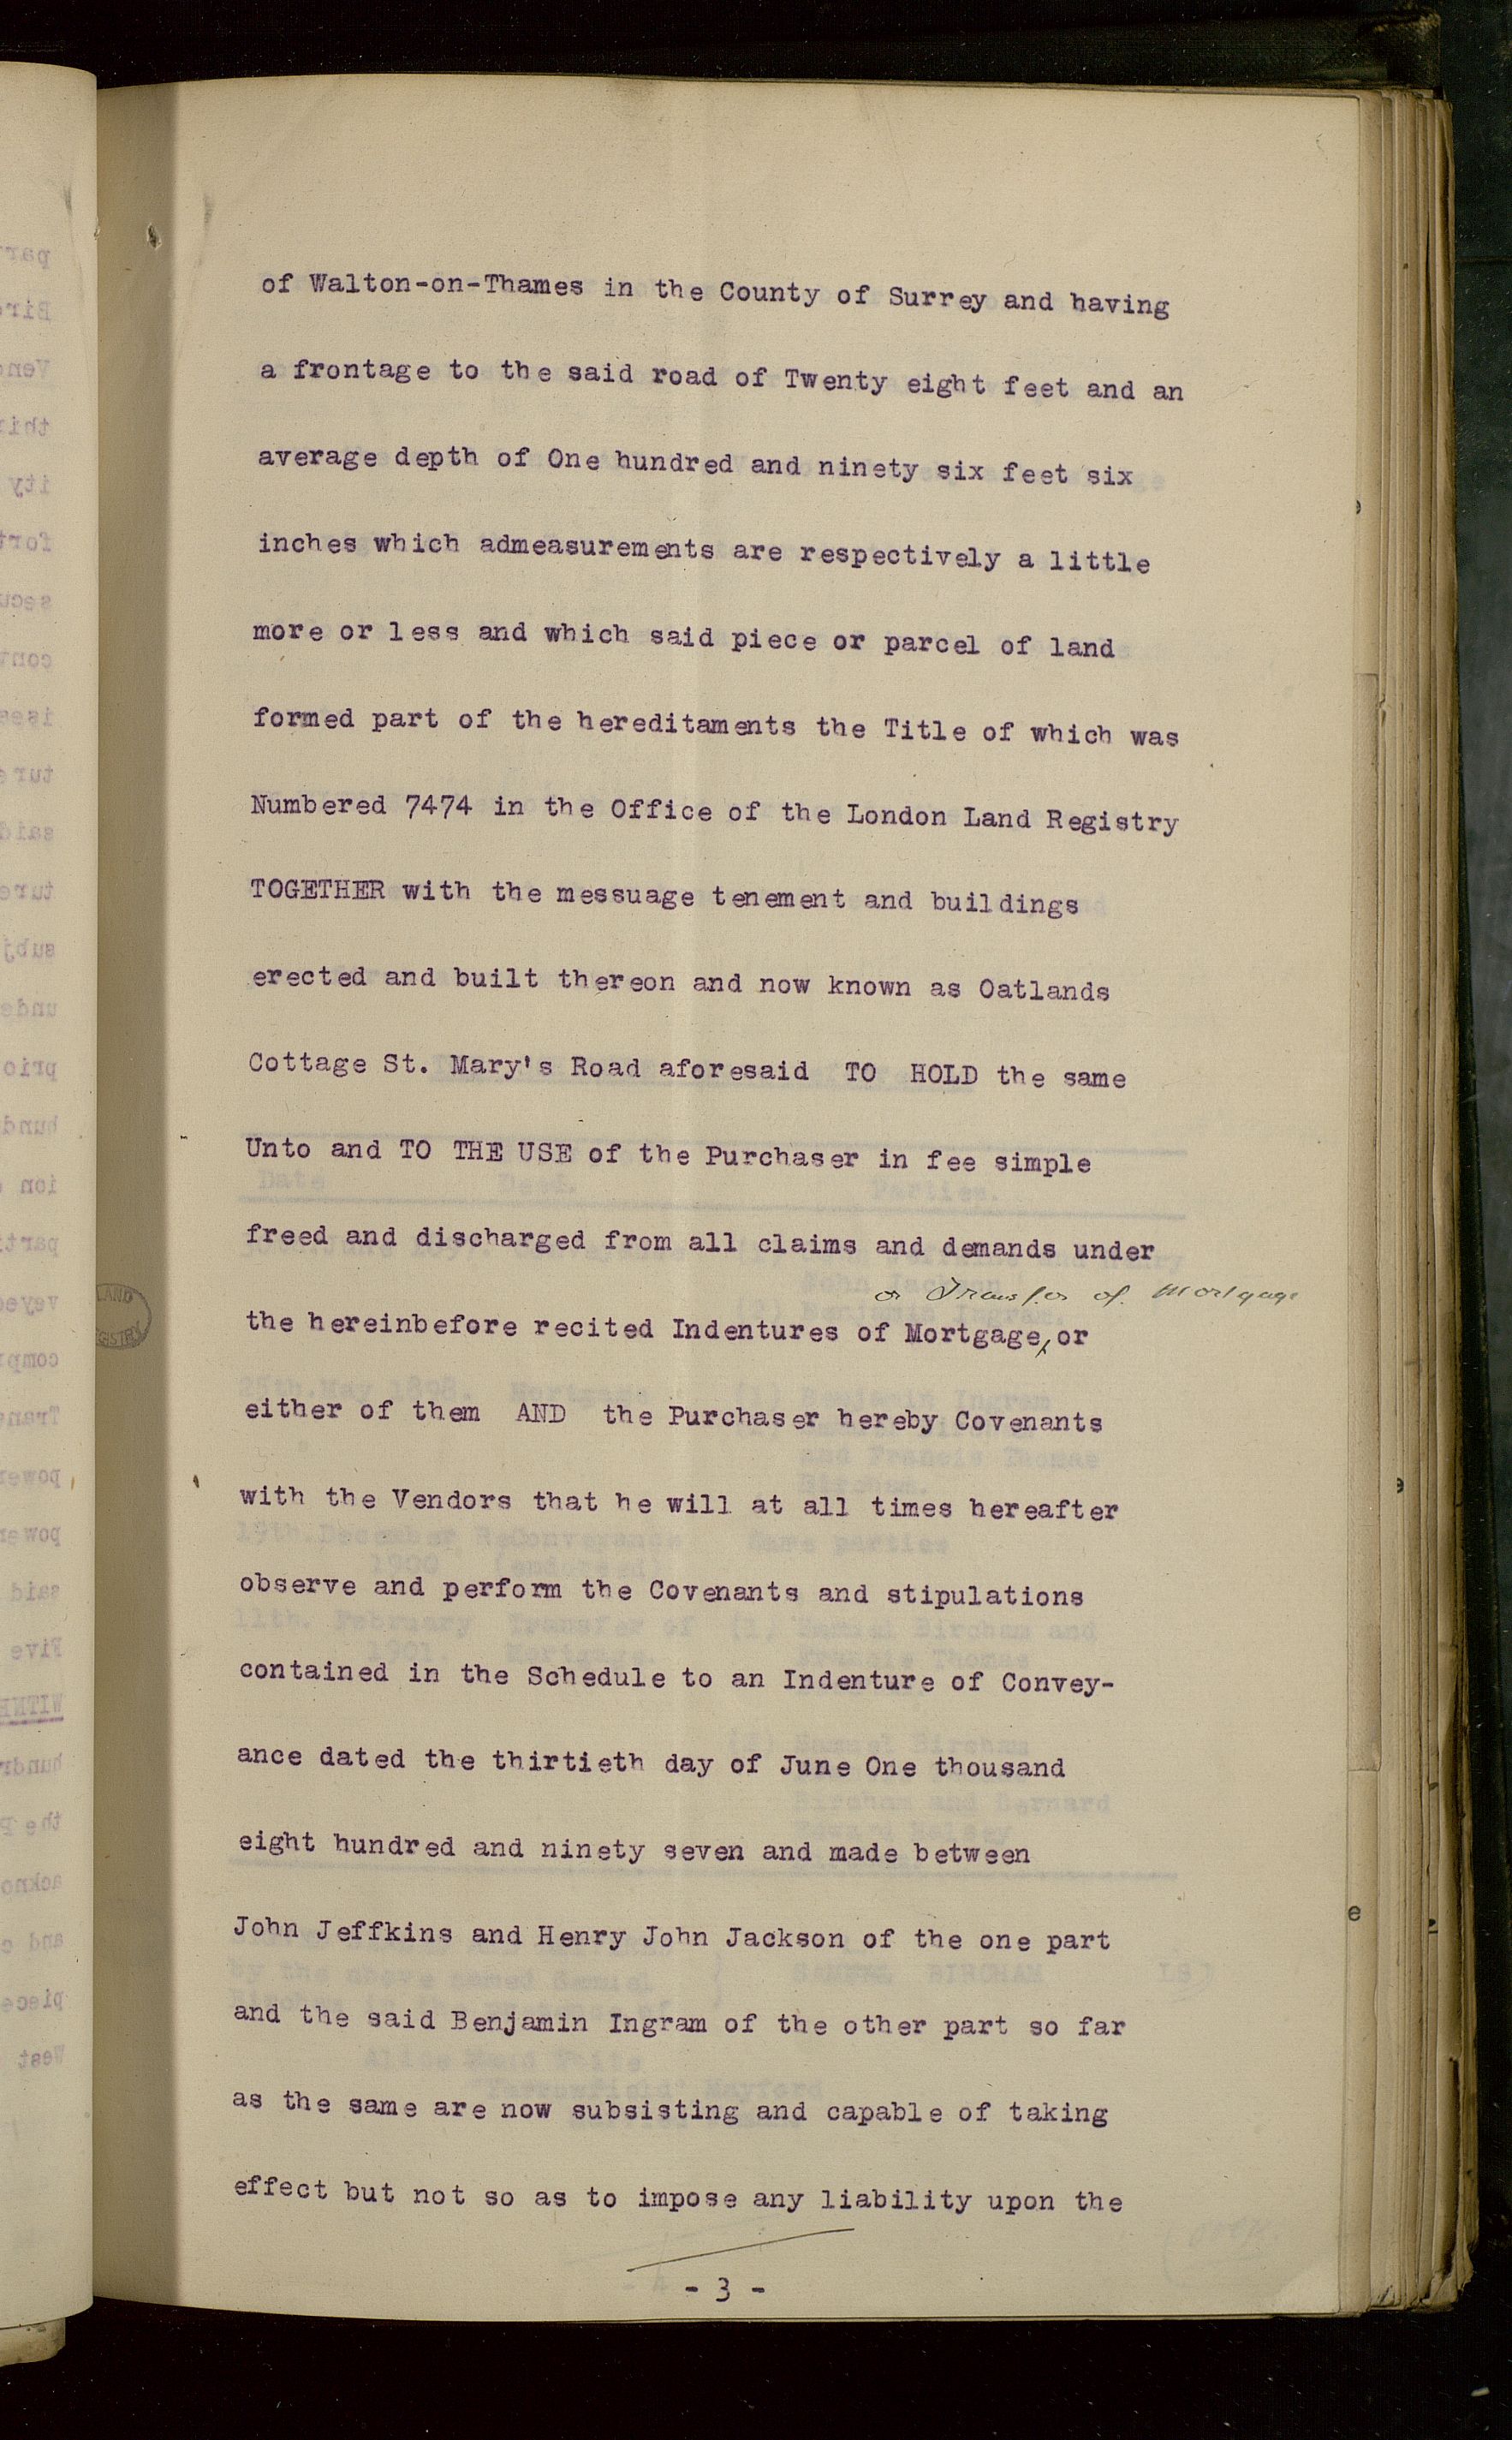 of Walton-on-Thames in the County of Surrey and having
a frontage to the said road of Twenty eight feet and an
average depth of One hundred and ninety six feet six
inches which admeasurements are respectively a little
more or less and which said piece or parcel of land
formed part of the hereditaments the Title of which was
Numbered 7474 in the Office of the London Land Registry
TOGETHER with the messuage tenement and buildings
erected and built thereon and now known as Oatlands
Cottage St. Mary's Road aforesaid TO HOLD the same
Unto and TO THE USE of the Purchaser in fee simple
freed and discharged from all claims and demands under
or Transfer of Mortgage
the hereinbefore recited Indentures of Mortgage, or
either of them AND the Purchaser hereby Covenants
with the Vendors that he will at all times hereafter
observe and perform the Covenants and stipulations
contained in the Schedule to an Indenture of Convey-
ance dated the thirtieth day of June One thousand
eight hundred and ninety seven and made between
John Jeffkins and Henry John Jackson of the one part
and the said Benjamin Ingram of the other part so far
as the same are now subsisting and capable of taking
effect but not so as to impose any liability upon the
- 3 -